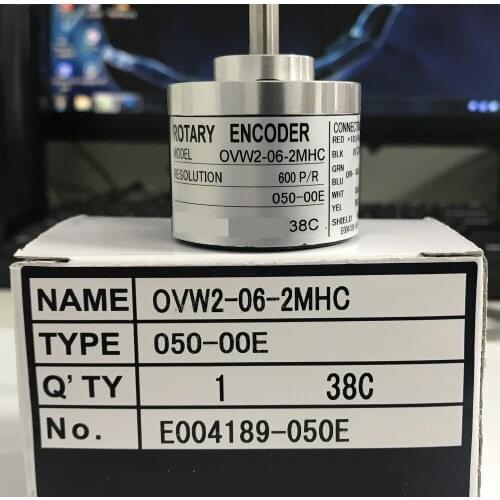 ROTARY ENCODER
MODEL OVW2-06-2MHC
RESOLUTION 600 P/R
050-00E
38C
CONNECTION
RED
BLK
GRN
BLU
WHT
YEL
SHIELD
NAME OVW2-06-2MHC
TYPE 050-00E
Q'TY 1 38C
No. E004189-050E